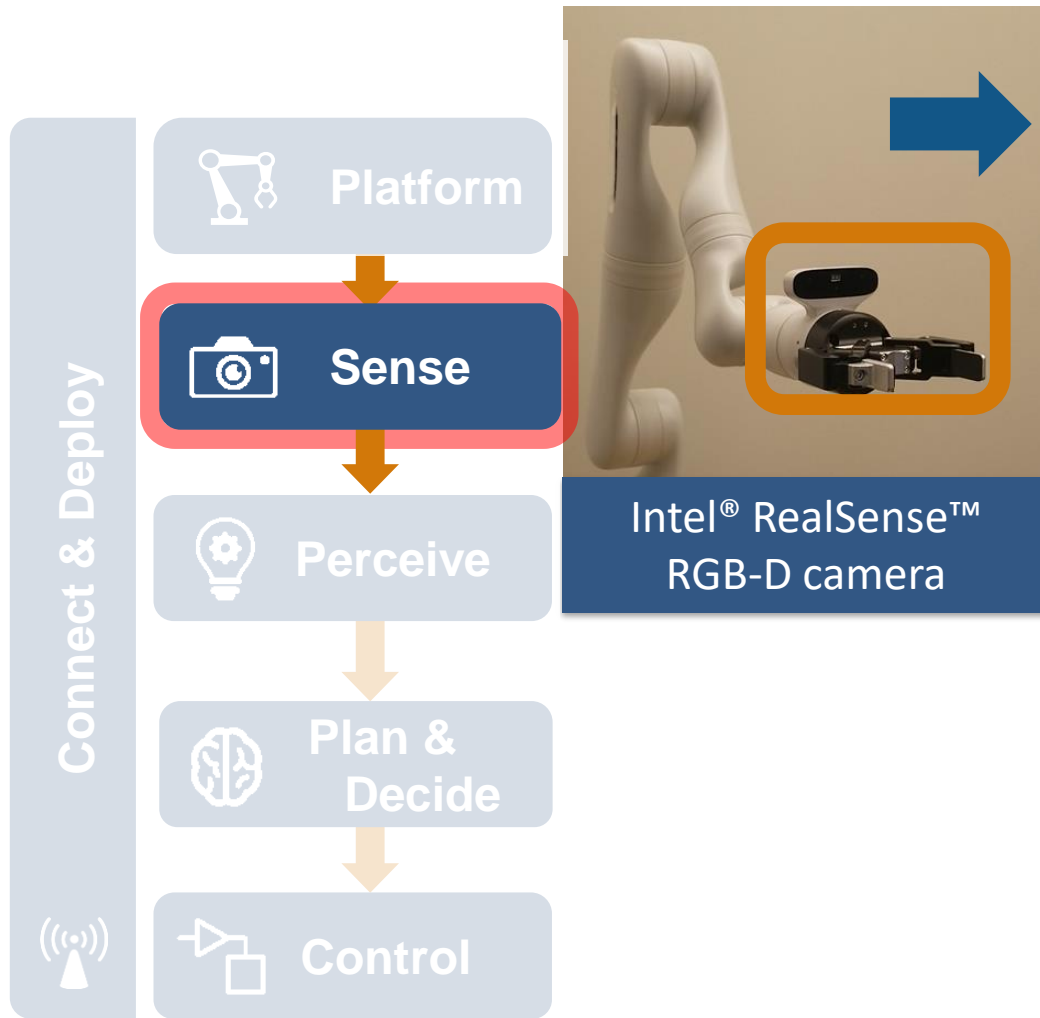 Connect & Deploy
Platform
Sense
Perceive
Plan &
Decide
Control
Intel® RealSense™
RGB-D camera